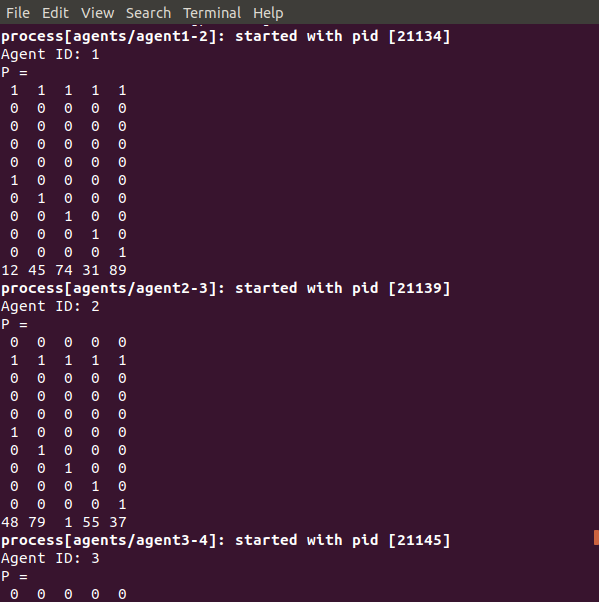 File Edit View Search Terminal Help
process[agents/agent1-2]: started with pid [21134]
Agent ID: 1
P =
 1  1  1  1  1
 0  0  0  0  0
 0  0  0  0  0
 0  0  0  0  0
 0  0  0  0  0
 1  0  0  0  0
 0  1  0  0  0
 0  0  1  0  0
 0  0  0  1  0
 0  0  0  0  1
12 45 74 31 89
process[agents/agent2-3]: started with pid [21139]
Agent ID: 2
P =
 0  0  0  0  0
 1  1  1  1  1
 0  0  0  0  0
 0  0  0  0  0
 0  0  0  0  0
 1  0  0  0  0
 0  1  0  0  0
 0  0  1  0  0
 0  0  0  1  0
 0  0  0  0  1
48 79  1 55 37
process[agents/agent3-4]: started with pid [21145]
Agent ID: 3
P =
 0  0  0  0  0